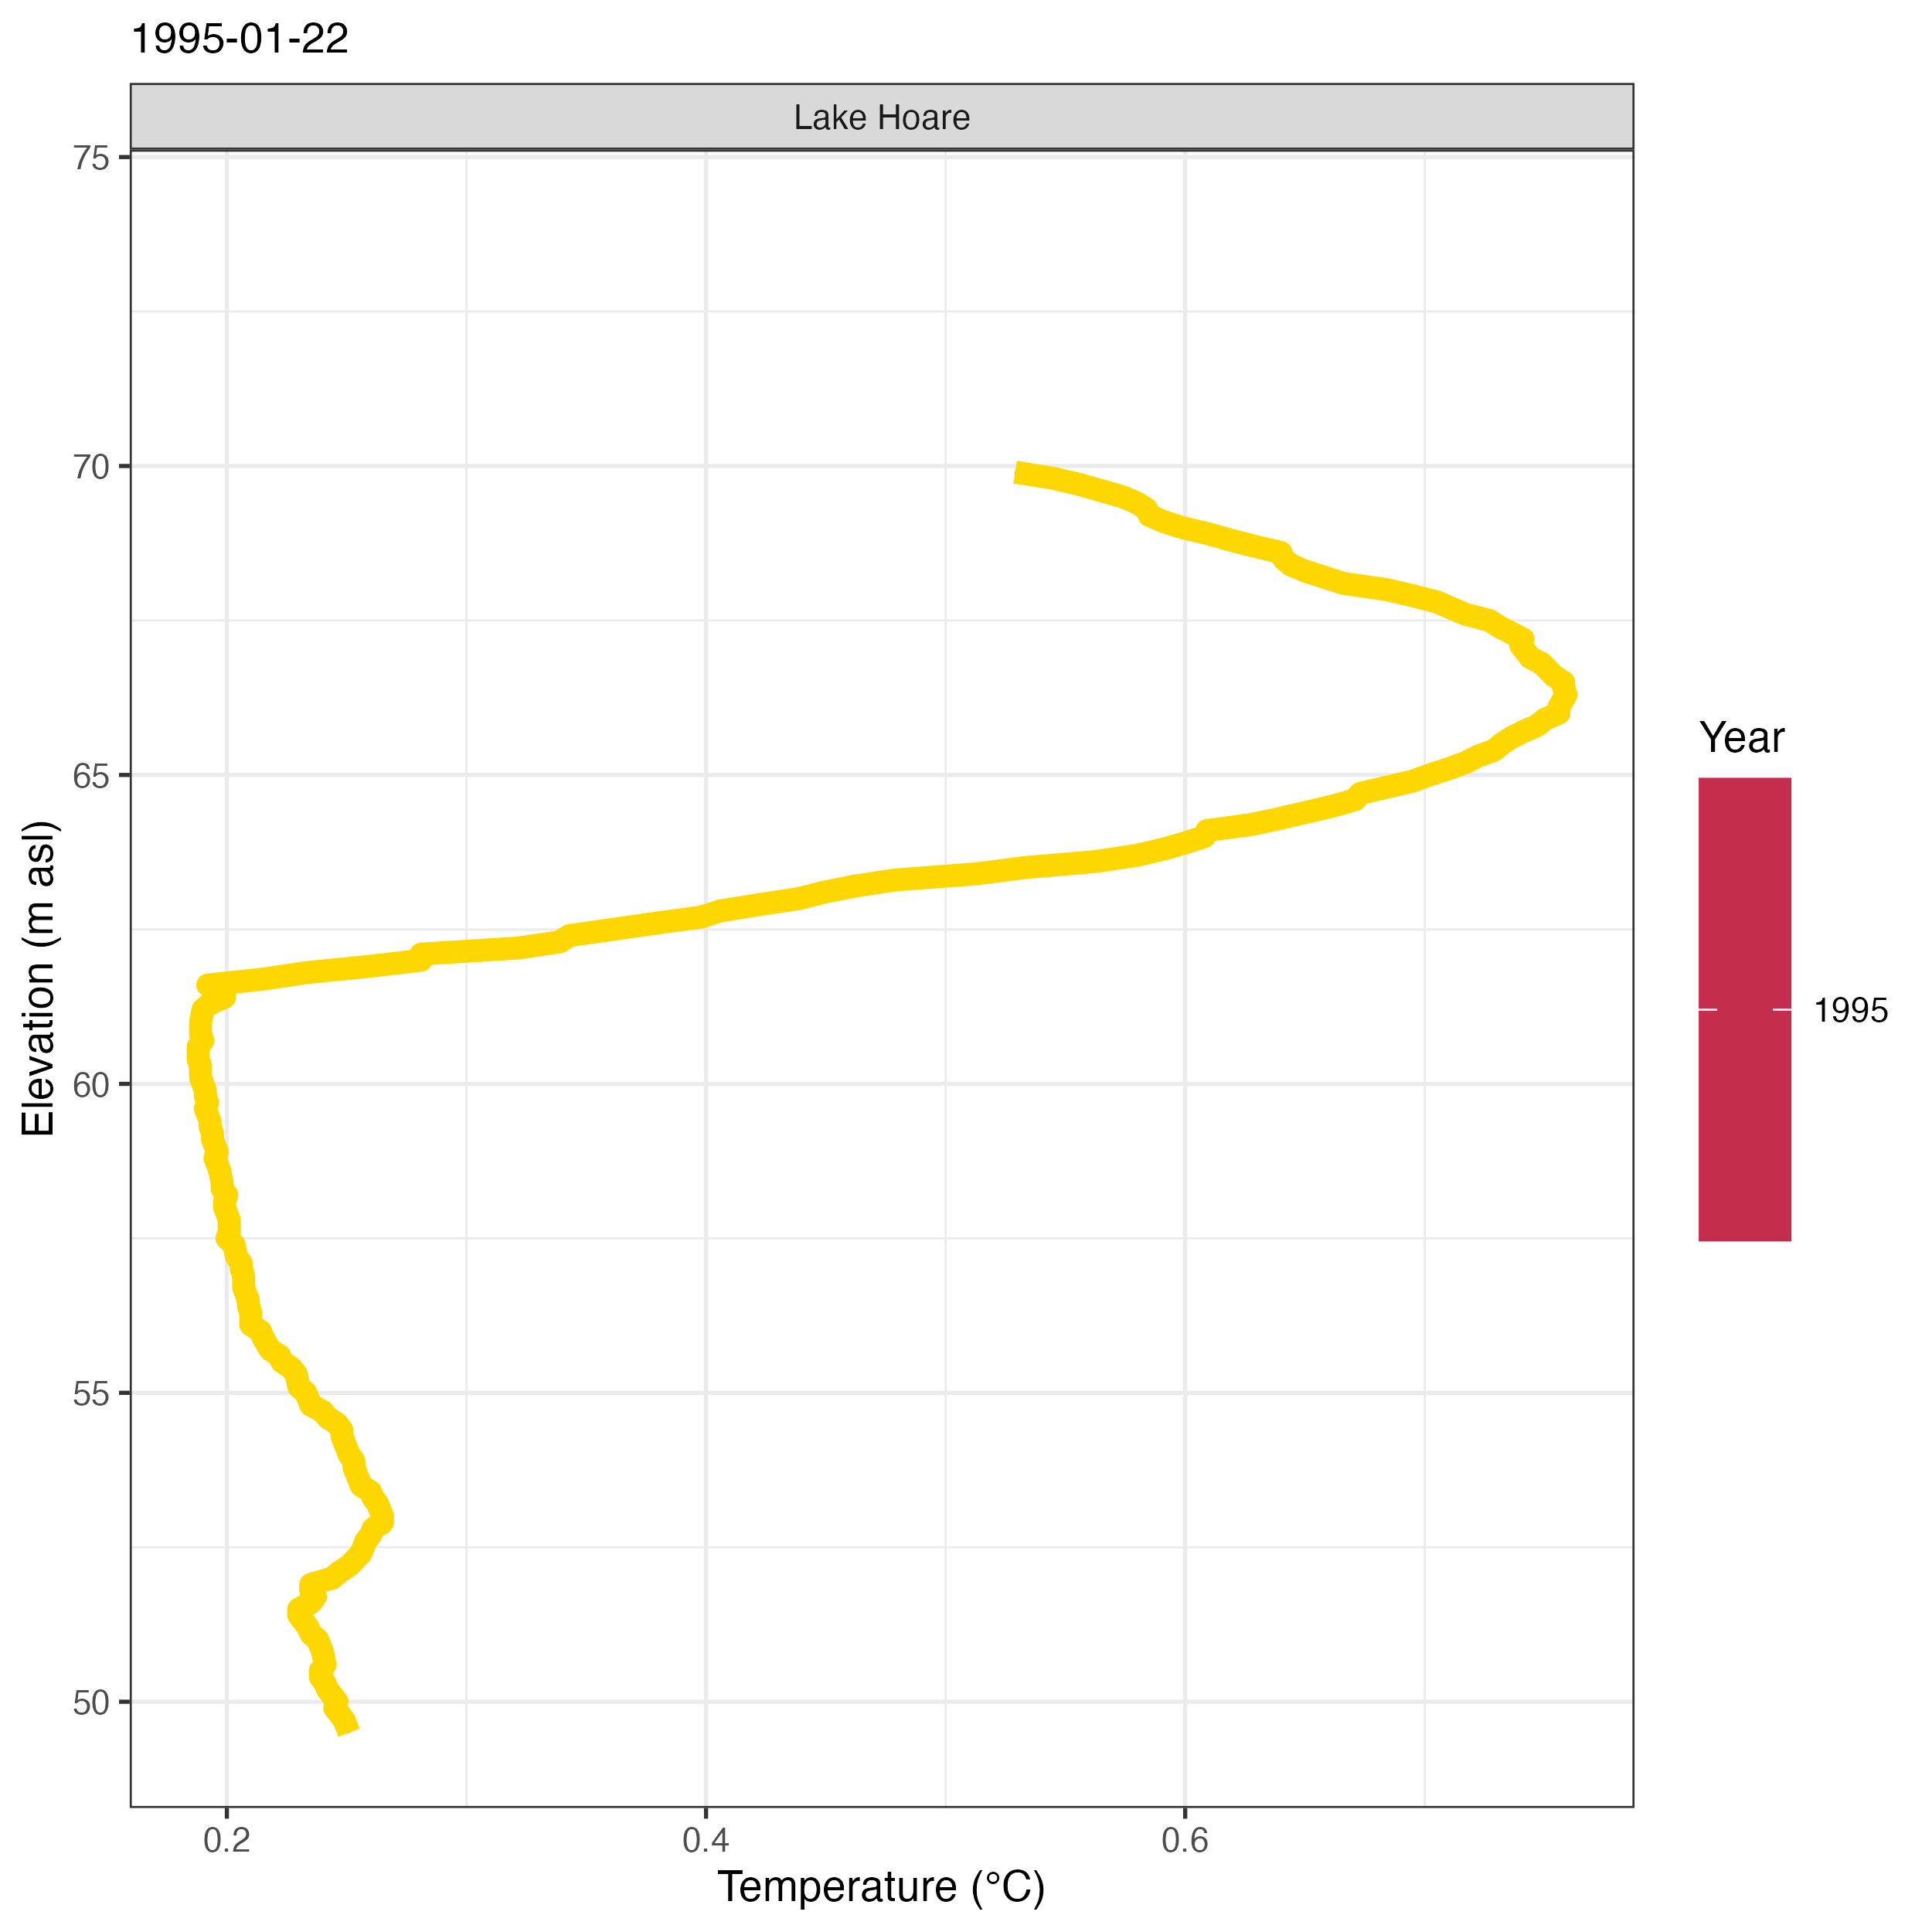 1995-01-22
Lake Hoare
75
70
65
60
55
50
Elevation (m asl)
0.2 0.4 0.6
Temperature (°C)
Year
1995